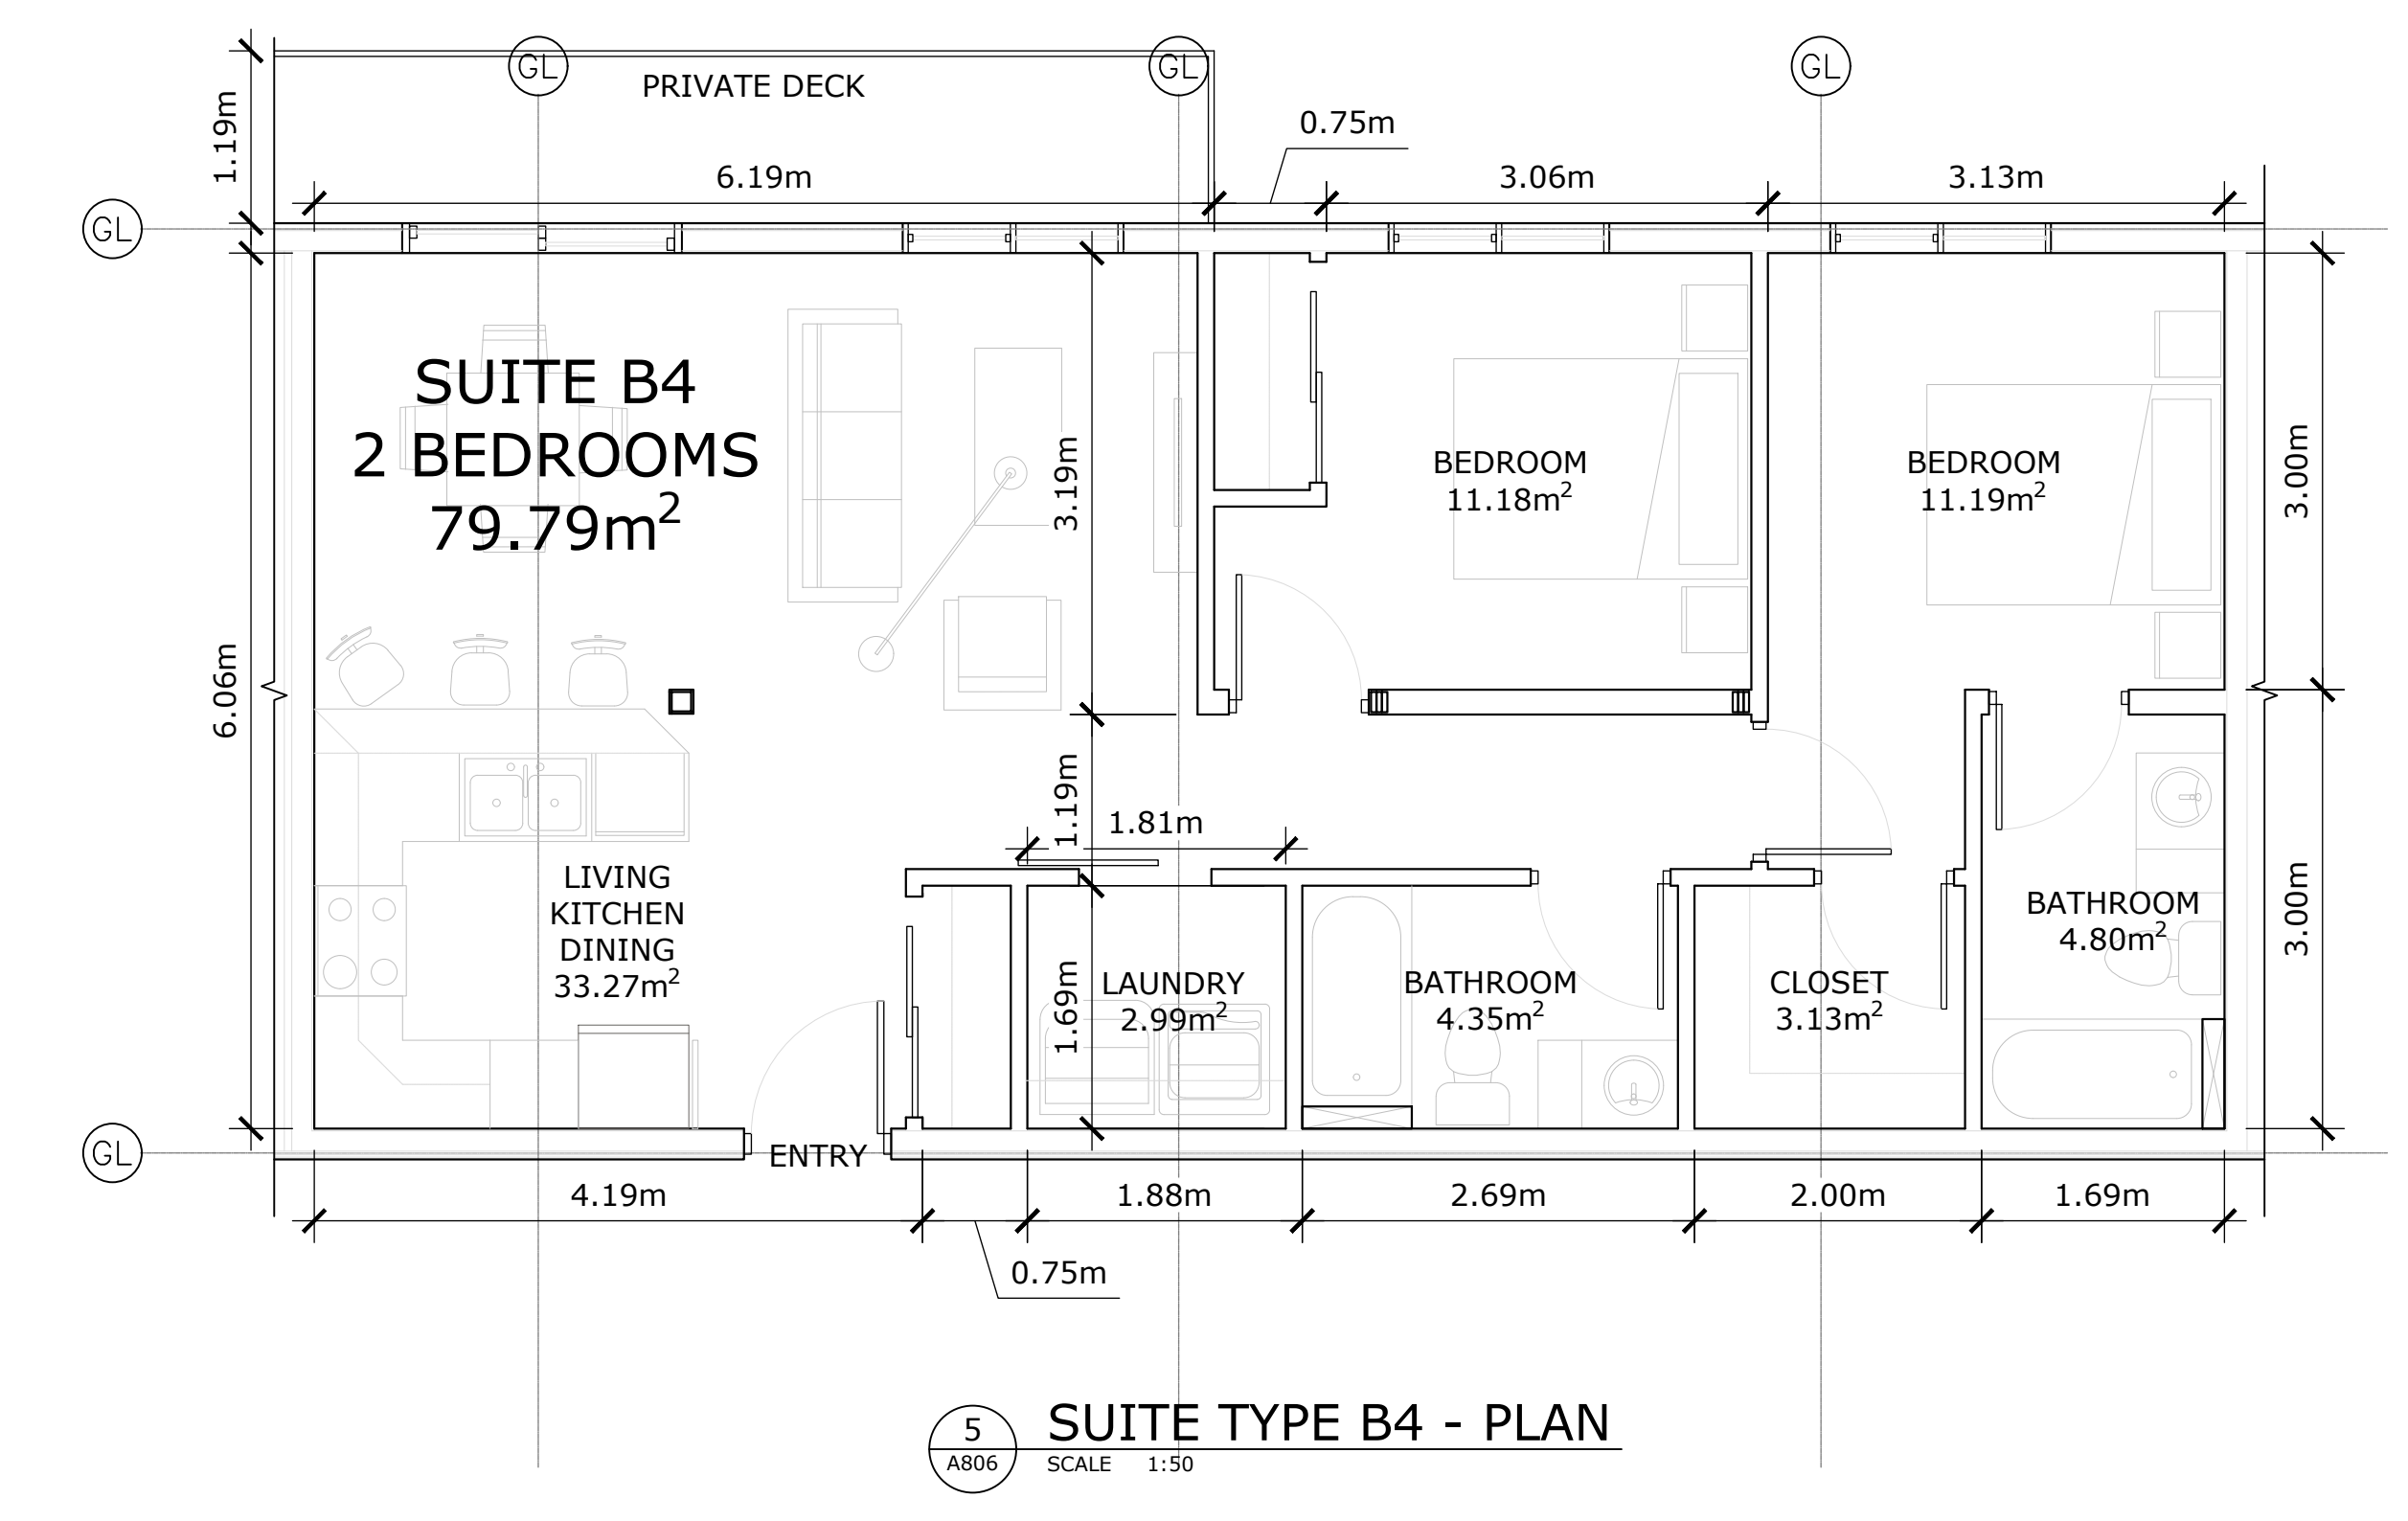 GL
GL
GL
PRIVATE DECK
1.19m
0.75m
6.19m
3.06m
3.13m
GL
SUITE B4
2 BEDROOMS
79.79m²
3.19m
BEDROOM
11.18m²
BEDROOM
11.19m²
3.00m
6.06m
1.19m
1.81m
LIVING
KITCHEN
DINING
33.27m²
BATHROOM
4.80m²
3.00m
1.69m
LAUNDRY
2.99m²
BATHROOM
4.35m²
CLOSET
3.13m²
GL
ENTRY
4.19m
1.88m
2.69m
2.00m
1.69m
0.75m
5
A806
SUITE TYPE B4 - PLAN
SCALE 1:50